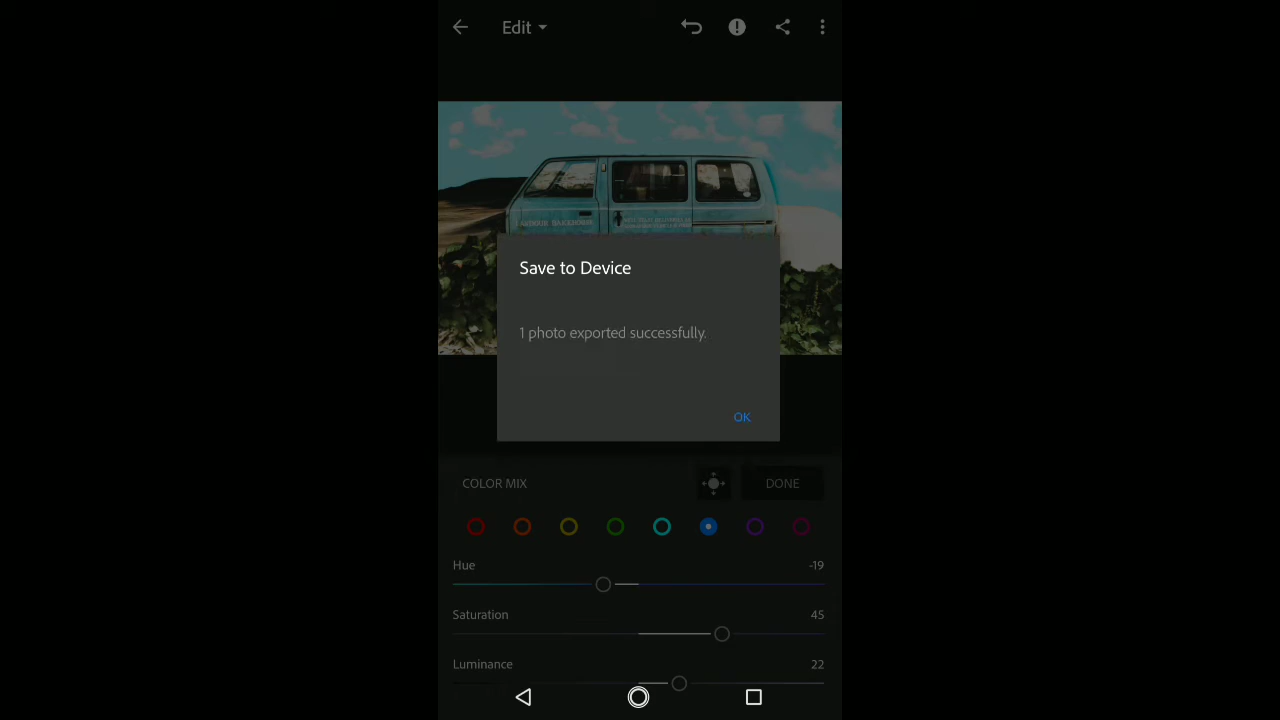 Edit
Save to Device
1 photo exported successfully.
OK
COLOR MIX
DONE
Hue
-19
Saturation
45
Luminance
22